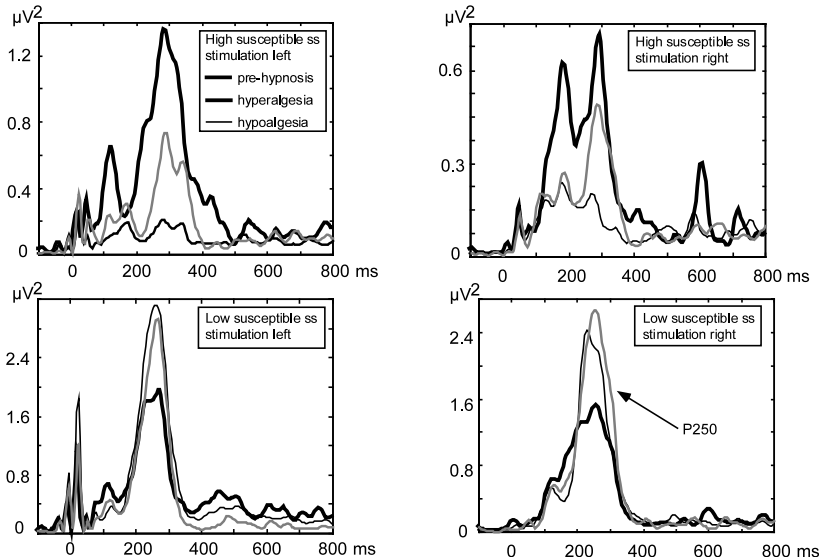 µV2
High susceptible ss
stimulation left
pre-hypnosis
hyperalgesia
hypoalgesia
1.2
0.8
0.4
0
0 200 400 600 800 ms
µV2
High susceptible ss
stimulation right
0.6
0.3
0
0 200 400 600 800 ms
µV2
Low susceptible ss
stimulation left
2.4
1.6
0.8
0
0 200 400 600 800 ms
µV2
Low susceptible ss
stimulation right
2.4
1.6
P250
0.8
0
0 200 400 600 800 ms